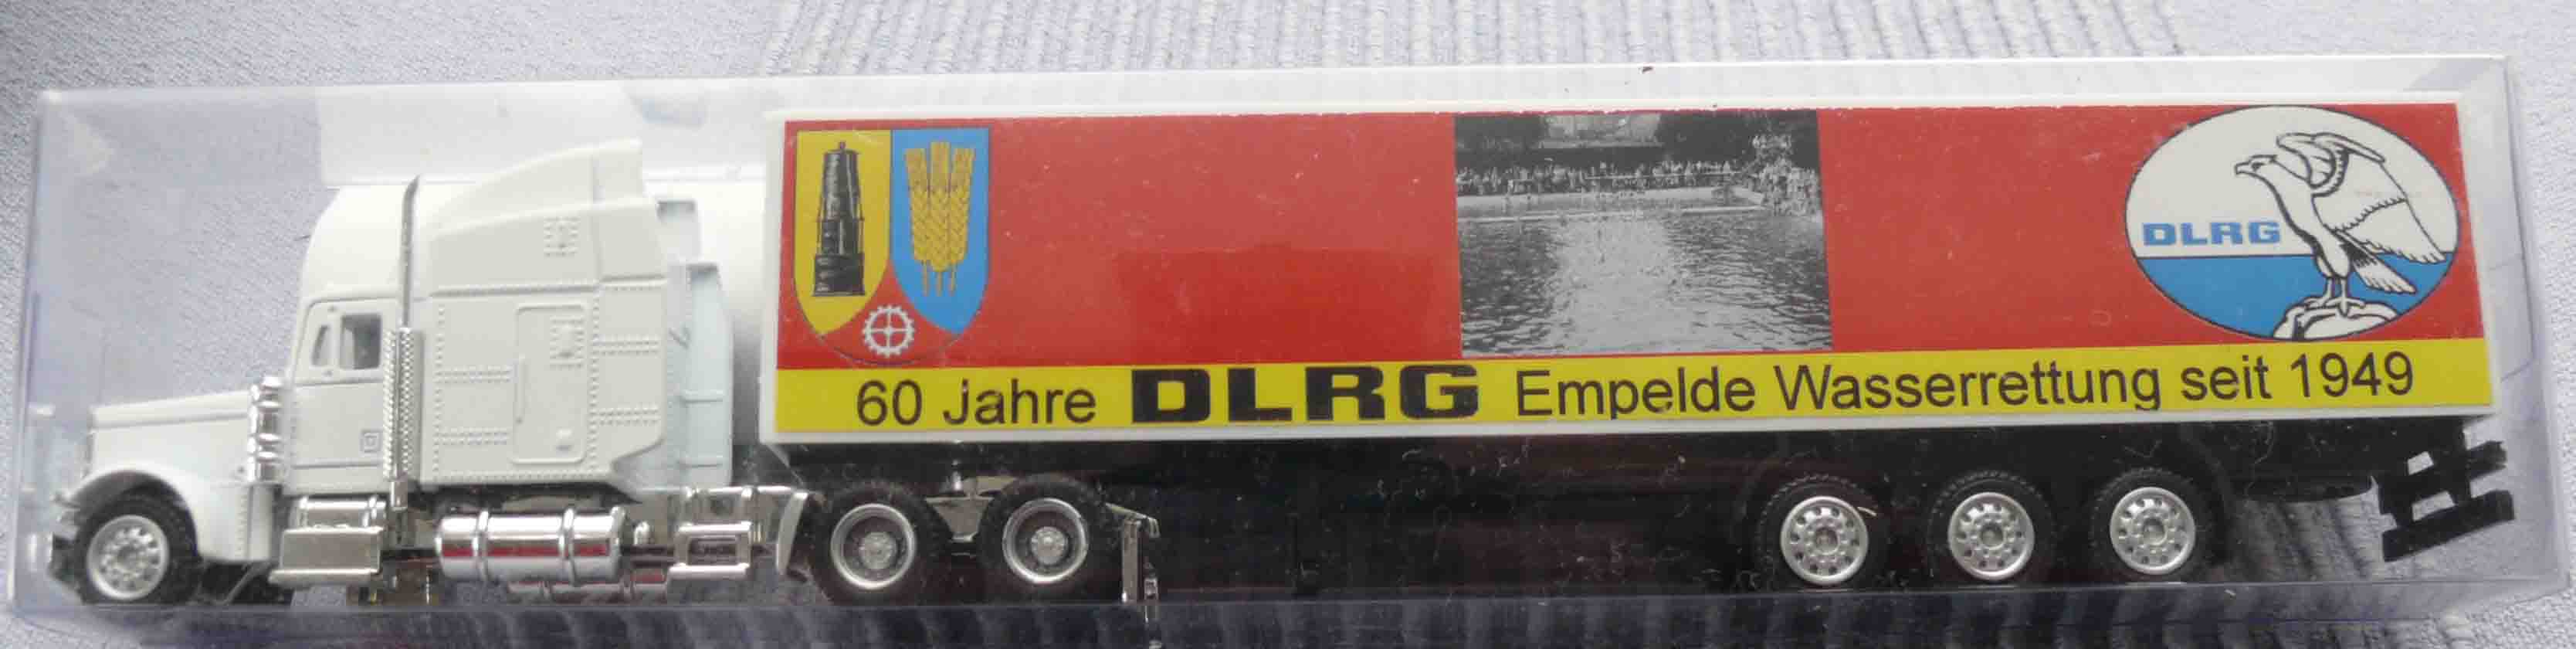 DLRG
60 Jahre DLRG Empelde Wasserrettung seit 1949